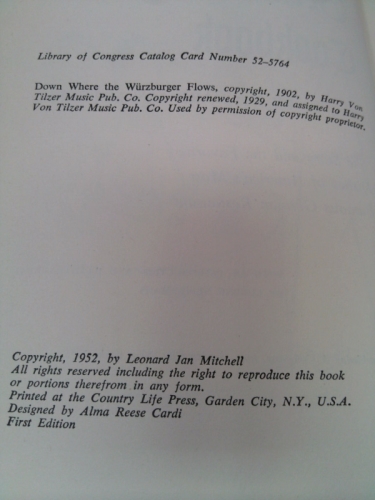 Library of Congress Catalog Card Number 52-5764
Down Where the Würzburger Flows, copyright, 1902, by Harry Von
Tilzer Music Pub. Co. Copyright renewed, 1929, and assigned to Harry
Von Tilzer Music Pub. Co. Used by permission of copyright proprietor.
Copyright, 1952, by Leonard Jan Mitchell
All rights reserved including the right to reproduce this book
or portions therefrom in any form.
Printed at the Country Life Press, Garden City, N.Y., U.S.A.
Designed by Alma Reese Cardi
First Edition